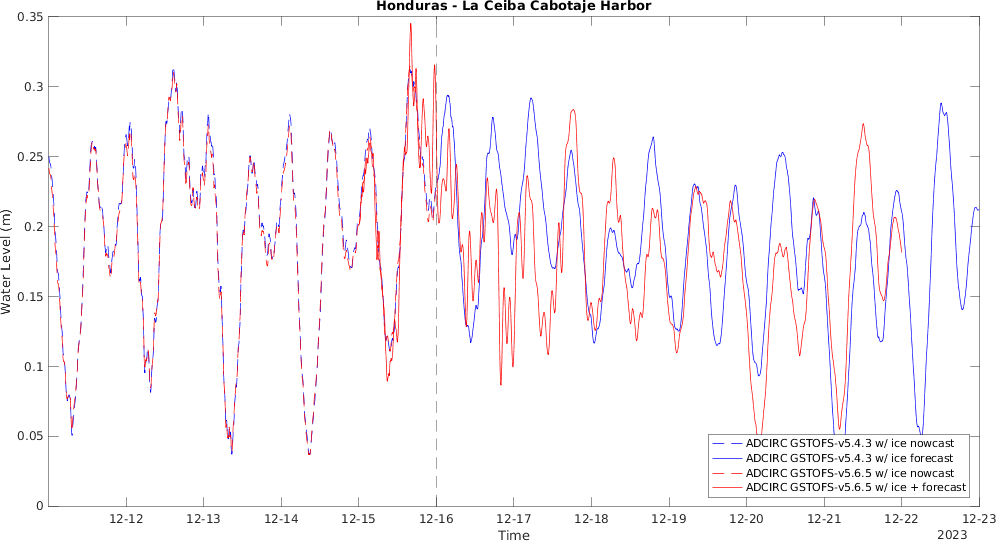 Honduras - La Ceiba Cabotaje Harbor
0.35
0.3
0.25
0.2
0.15
0.1
0.05
0
Water Level (m)
ADCIRC GSTOFS-v5.4.3 w/ ice nowcast
ADCIRC GSTOFS-v5.4.3 w/ ice forecast
ADCIRC GSTOFS-v5.6.5 w/ ice nowcast
ADCIRC GSTOFS-v5.6.5 w/ ice + forecast
12-12 12-13 12-14 12-15 12-16 12-17 12-18 12-19 12-20 12-21 12-22 12-23
Time
2023